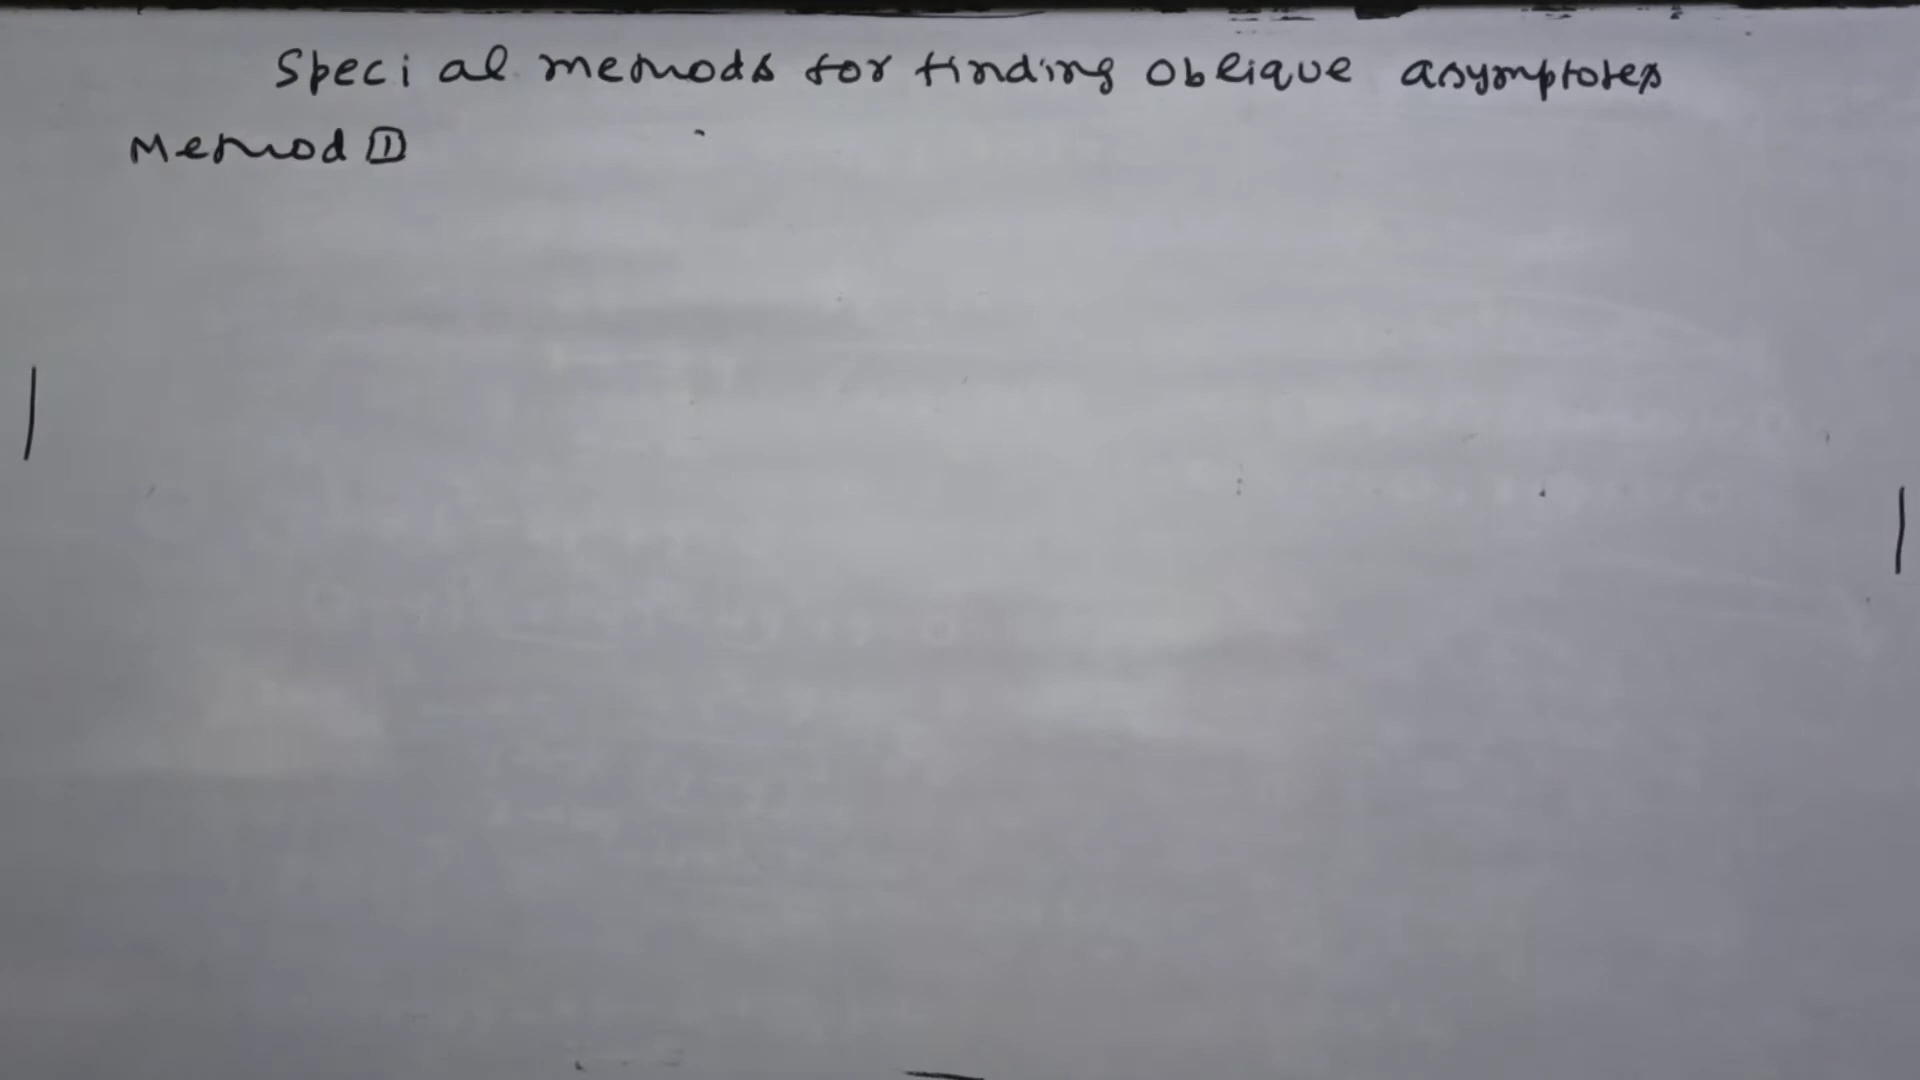 Special methods for finding oblique asymptotes
Method ①